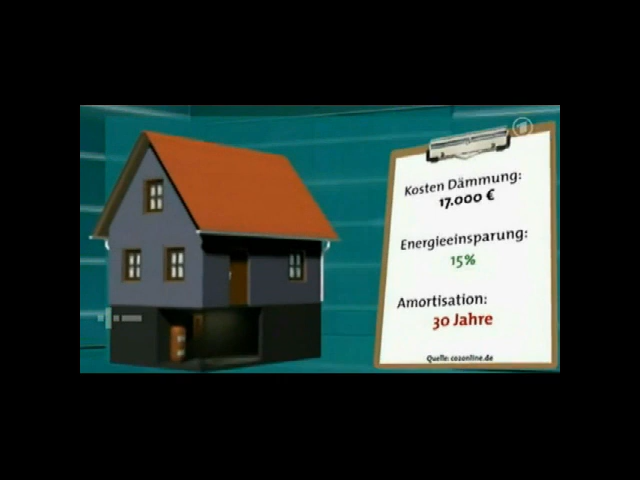 Kosten Dämmung:
17.000 €
Energieeinsparung:
15%
Amortisation:
30 Jahre
Quelle: co2online.de